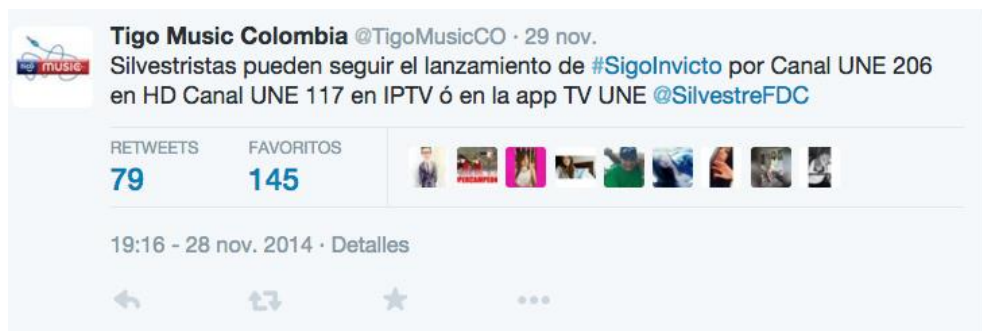 Tigo Music Colombia @TigoMusicCO · 29 nov.
Silvestristas pueden seguir el lanzamiento de #SigoInvicto por Canal UNE 206
en HD Canal UNE 117 en IPTV ó en la app TV UNE @SilvestreFDC
RETWEETS FAVORITOS
79 145
19:16 - 28 nov. 2014 · Detalles
tigo music